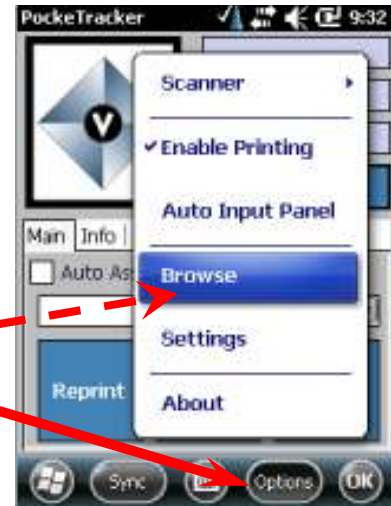 PockeTracker 9:32
V
Scanner
Enable Printing
Auto Input Panel
Main Info
Auto As
Browse
Settings
Reprint
About
Sync Options OK